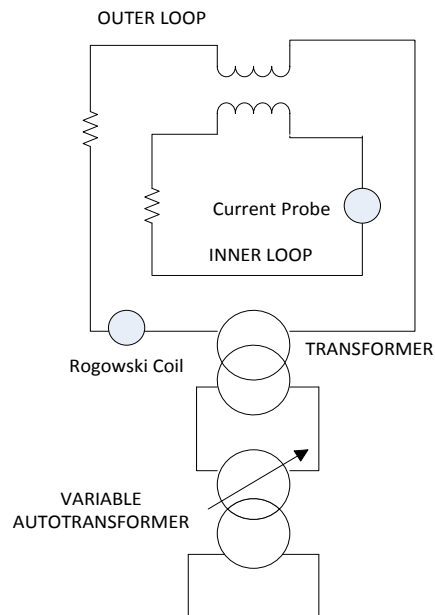 OUTER LOOP
Current Probe
INNER LOOP
TRANSFORMER
Rogowski Coil
VARIABLE
AUTOTRANSFORMER